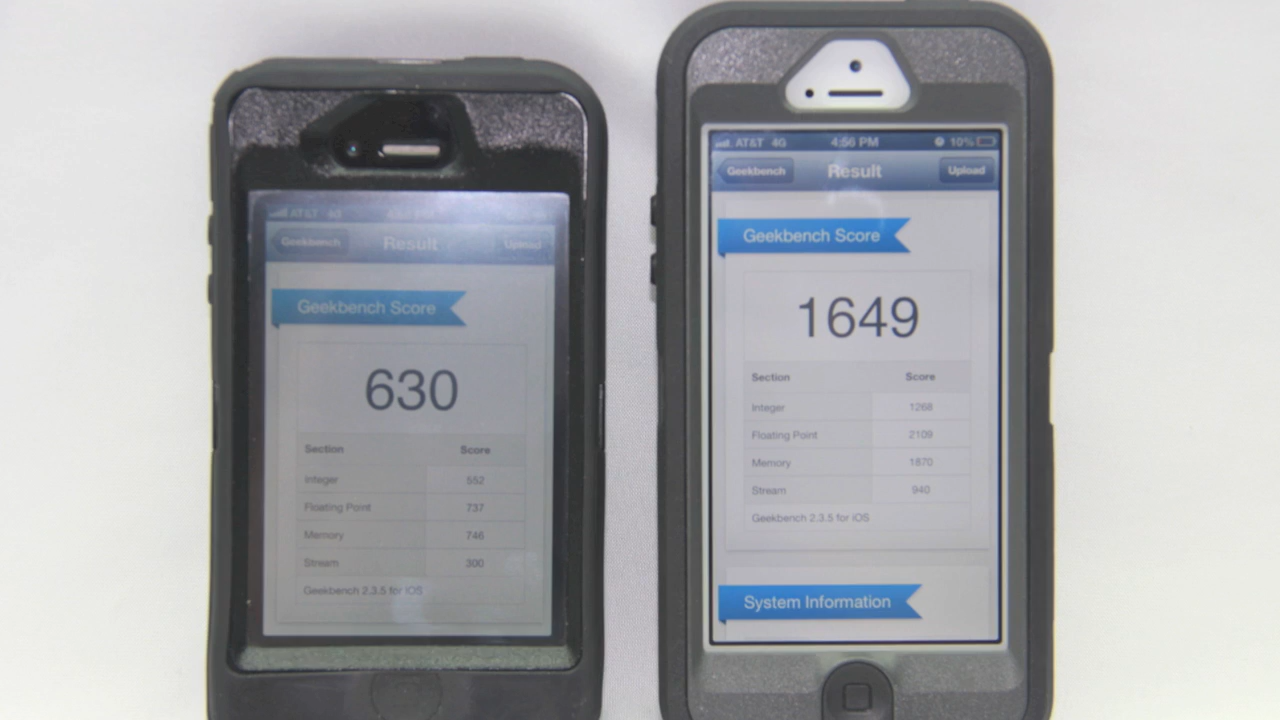 AT&T 4G
Geekbench Result Upload
Geekbench Score
630
Section Score
Integer 552
Floating Point 737
Memory 746
Stream 300
Geekbench 2.3.5 for iOS
AT&T 4G 4:56 PM 10%
Geekbench Result Upload
Geekbench Score
1649
Section Score
Integer 1268
Floating Point 2109
Memory 1870
Stream 940
Geekbench 2.3.5 for iOS
System Information